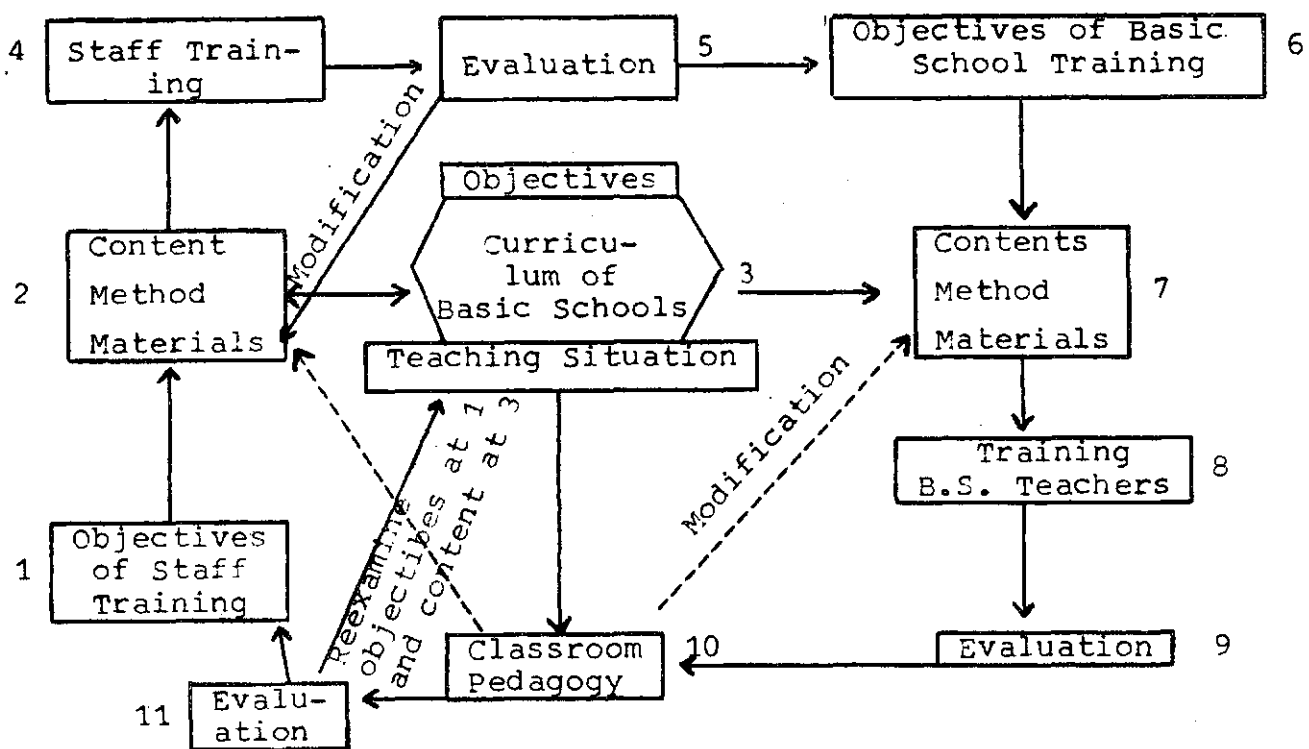 4
Staff Train-
ing
Evaluation
5
Objectives of Basic
School Training
6
Modification
Objectives
2
Content
Method
Materials
Curricu-
lum of
Basic Schools
3
Contents
Method
Materials
7
Teaching Situation
Reexamine
objectibes at 1
and content at 3
Modification
Training
B.S. Teachers
8
1
Objectives
of Staff
Training
Classroom
Pedagogy
10
Evaluation
9
11
Evalu-
ation